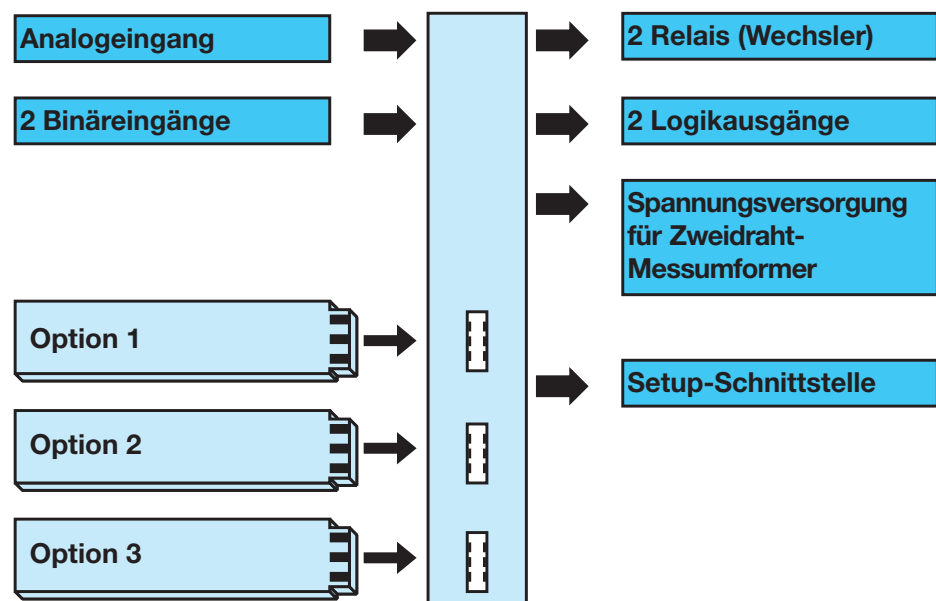 Analogeingang
2 Binäreingänge
Option 1
Option 2
Option 3
2 Relais (Wechsler)
2 Logikausgänge
Spannungsversorgung
für Zweidraht-
Messumformer
Setup-Schnittstelle